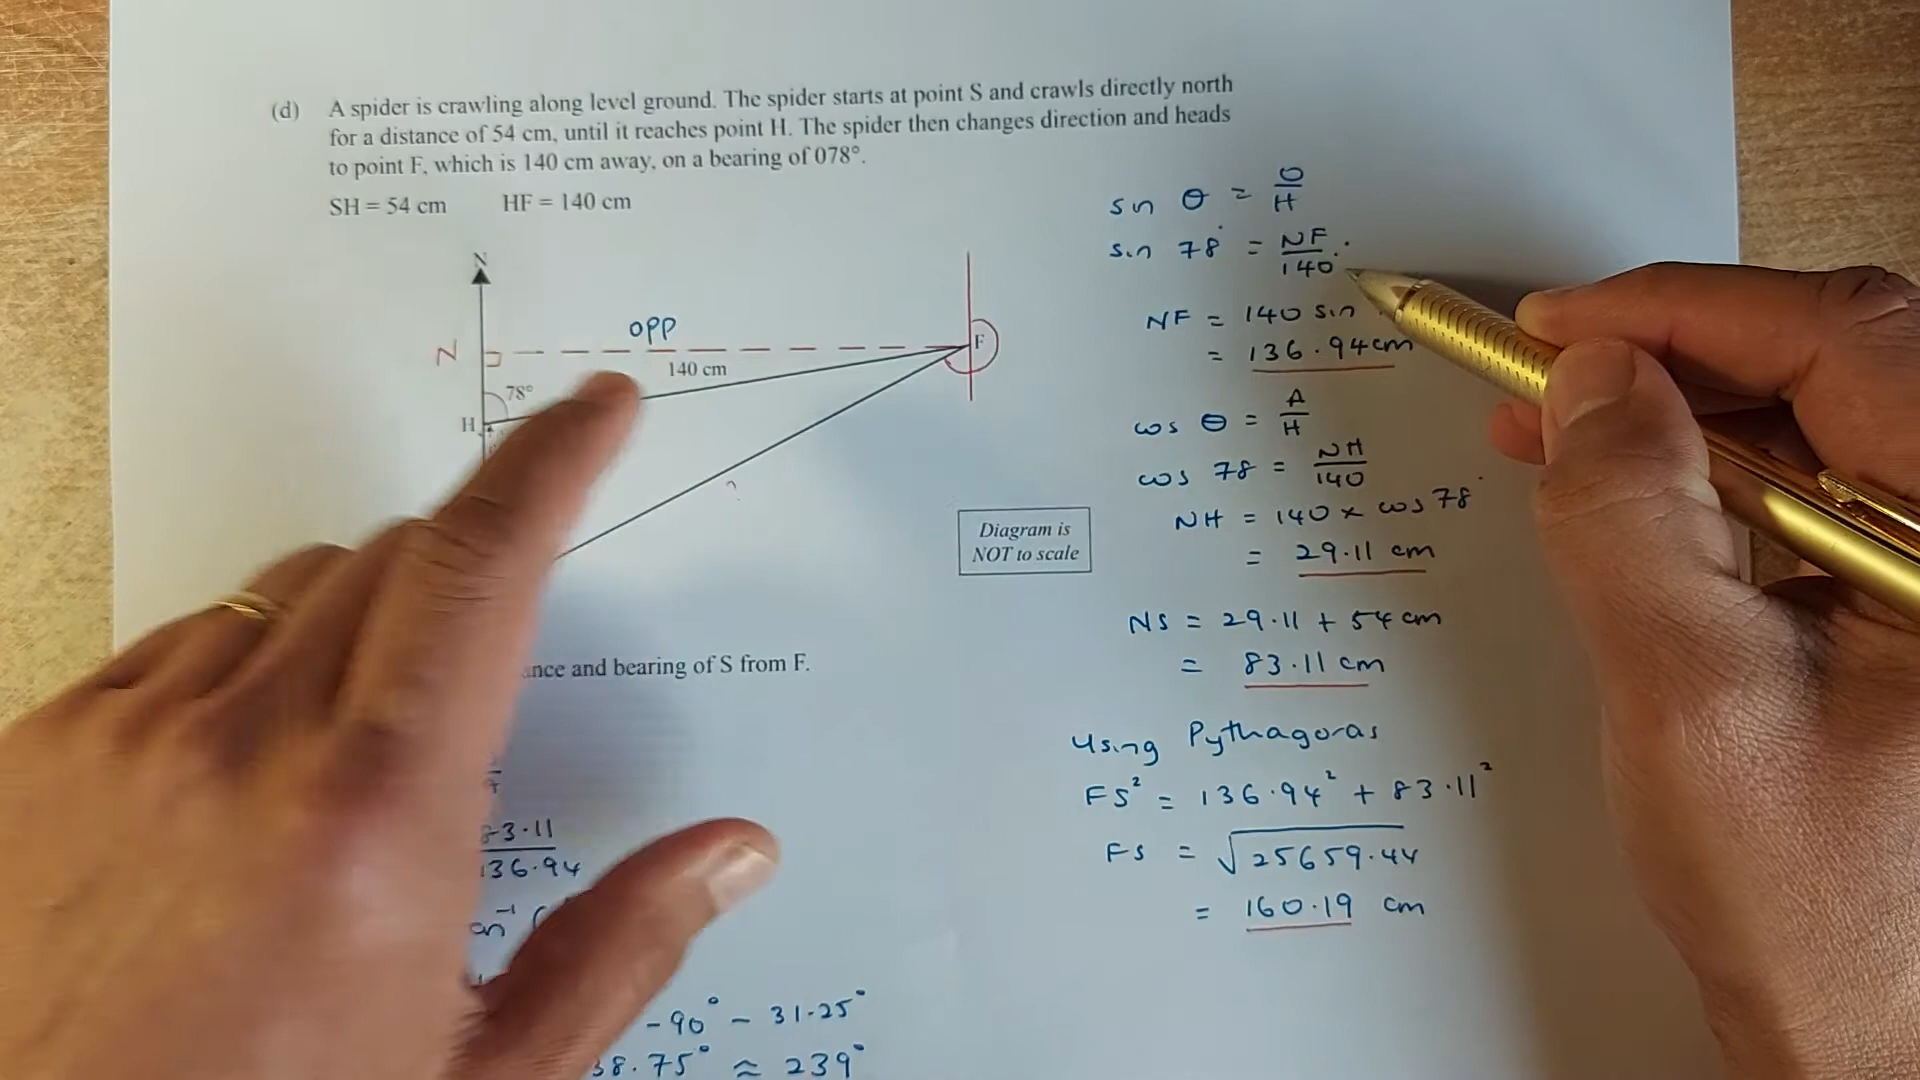 (d) A spider is crawling along level ground. The spider starts at point S and crawls directly north
for a distance of 54 cm, until it reaches point H. The spider then changes direction and heads
to point F, which is 140 cm away, on a bearing of 078°.
SH = 54 cm HF = 140 cm
N
OPP
N
F
140 cm
78°
H
?
Diagram is
NOT to scale
and bearing of S from F.
83.11
136.94
-90° - 31.25°
38.75° ≈ 239°
sin θ = O/H
sin 78° = NF/140
NF = 140 sin
= 136.94cm
cos θ = A/H
cos 78 = NH/140
NH = 140 x cos 78°
= 29.11 cm
NS = 29.11 + 54 cm
= 83.11 cm
Using Pythagoras
FS² = 136.94² + 83.11²
FS = √25659.44
= 160.19 cm